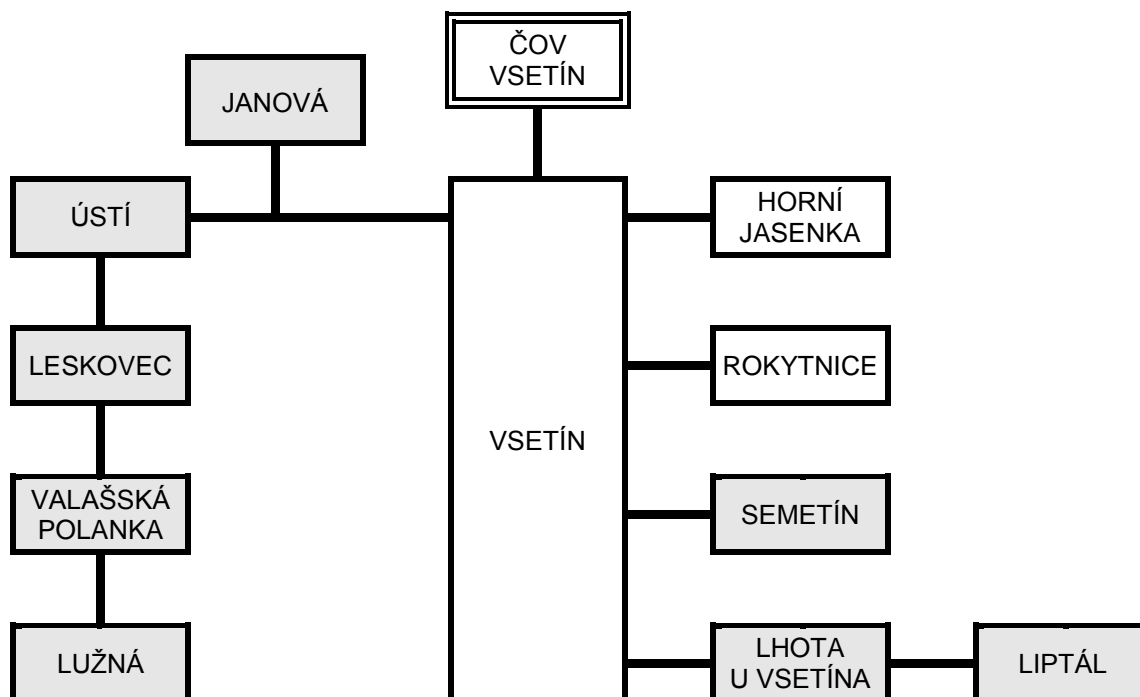 ČOV
VSETÍN
JANOVÁ
ÚSTÍ
HORNÍ
JASENKA
LESKOVEC
ROKYTNICE
VSETÍN
VALAŠSKÁ
POLANKA
SEMETÍN
LUŽNÁ
LHOTA
U VSETÍNA
LIPTÁL